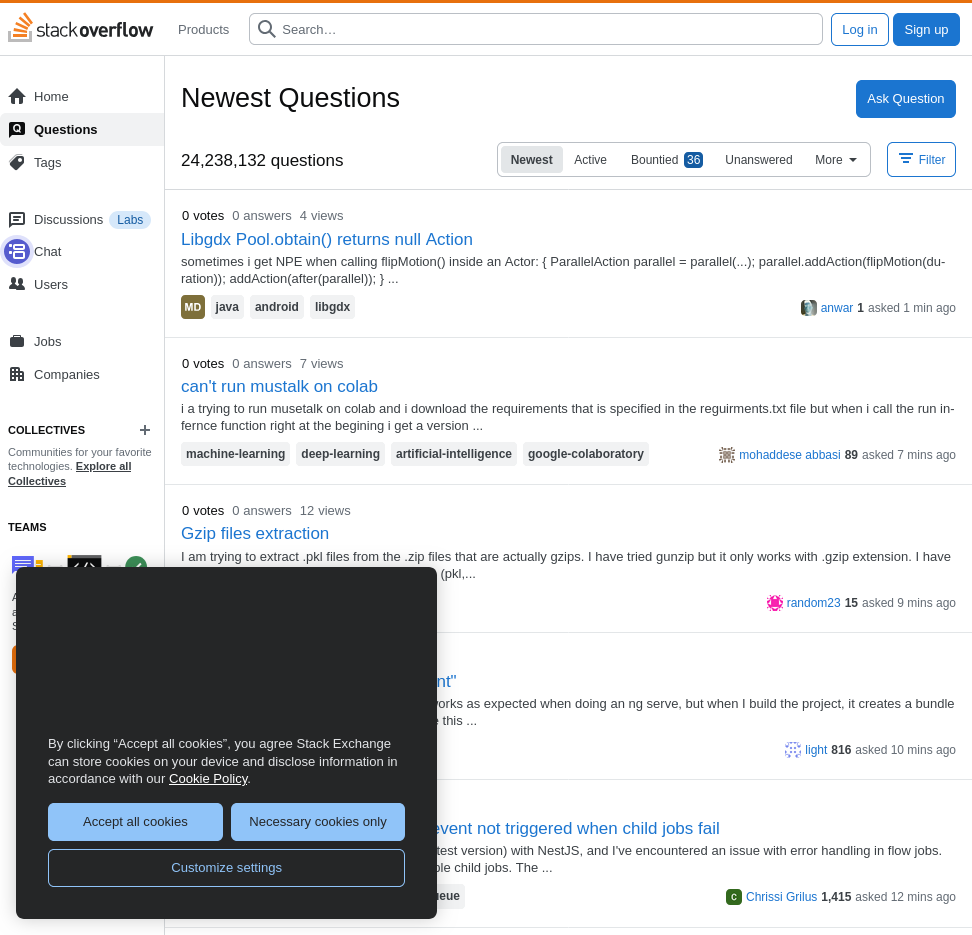 stack overflow Products Search… Log in Sign up
Home
Questions
Tags
Discussions Labs
Chat
Users
Jobs
Companies
COLLECTIVES
Communities for your favorite
technologies. Explore all
Collectives
TEAMS
Newest Questions
Ask Question
24,238,132 questions
Newest Active Bountied 36 Unanswered More Filter
0 votes 0 answers 4 views
Libgdx Pool.obtain() returns null Action
sometimes i get NPE when calling flipMotion() inside an Actor: { ParallelAction parallel = parallel(...); parallel.addAction(flipMotion(du-
ration)); addAction(after(parallel)); } ...
MD java android libgdx
anwar 1 asked 1 min ago
0 votes 0 answers 7 views
can't run mustalk on colab
i a trying to run musetalk on colab and i download the requirements that is specified in the reguirments.txt file but when i call the run in-
fernce function right at the begining i get a version ...
machine-learning deep-learning artificial-intelligence google-colaboratory
mohaddese abbasi 89 asked 7 mins ago
0 votes 0 answers 12 views
Gzip files extraction
I am trying to extract .pkl files from the .zip files that are actually gzips. I have tried gunzip but it only works with .gzip extension. I have
(pkl,...
random23 15 asked 9 mins ago
nt"
works as expected when doing an ng serve, but when I build the project, it creates a bundle
this ...
light 816 asked 10 mins ago
event not triggered when child jobs fail
test version) with NestJS, and I've encountered an issue with error handling in flow jobs.
ple child jobs. The ...
ueue
C Chrissi Grilus 1,415 asked 12 mins ago
By clicking “Accept all cookies”, you agree Stack Exchange
can store cookies on your device and disclose information in
accordance with our Cookie Policy.
Accept all cookies Necessary cookies only
Customize settings